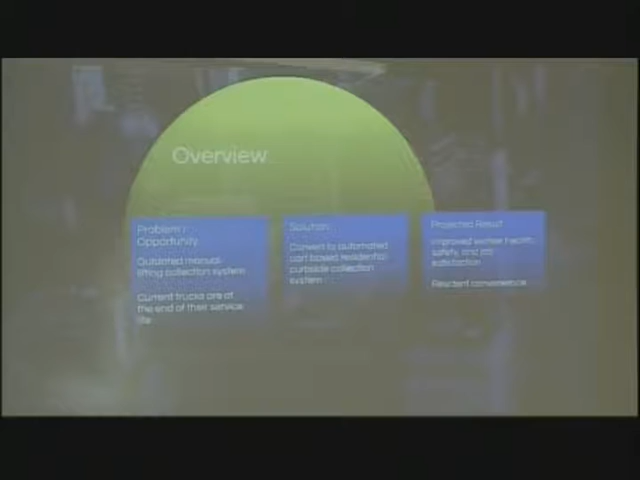 Overview
Problem /
Opportunity
Outdated manual-
lifting collection system
Current trucks are at
the end of their service
life
Solution
Convert to automated
cart based residential
curbside collection
system
Projected Result
Improved worker health,
safety, and job
satisfaction
Resident convenience